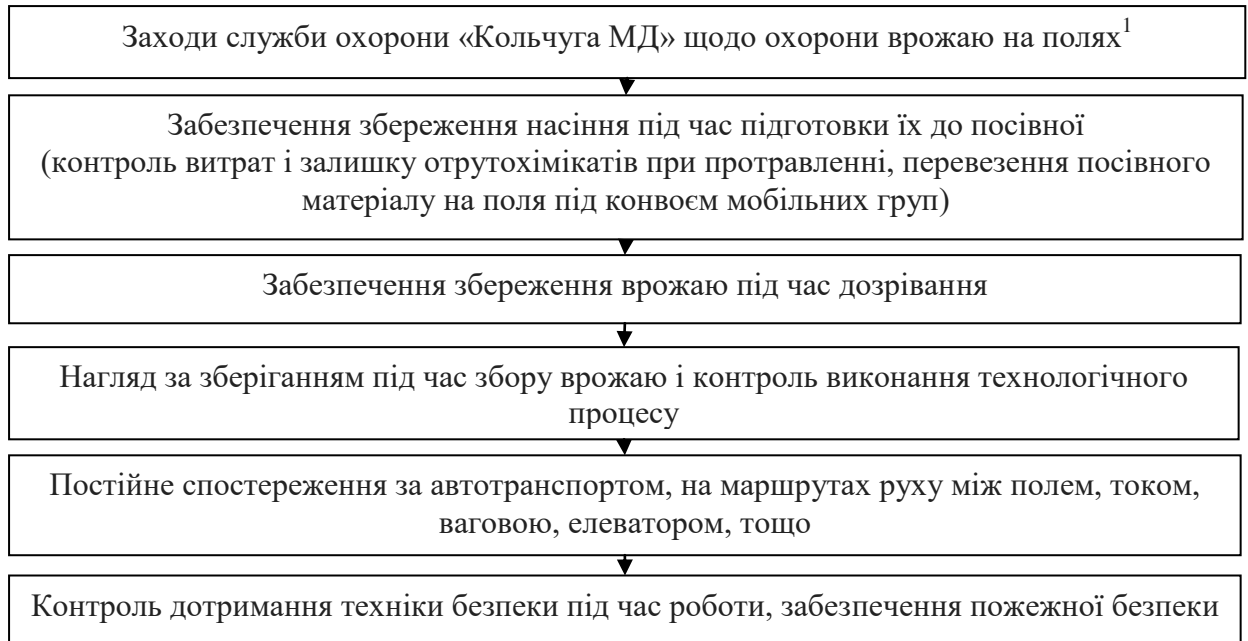 Заходи служби охорони «Кольчуга МД» щодо охорони врожаю на полях¹
Забезпечення збереження насіння під час підготовки їх до посівної
(контроль витрат і залишку отрутохімікатів при протравленні, перевезення посівного
матеріалу на поля під конвоєм мобільних груп)
Забезпечення збереження врожаю під час дозрівання
Нагляд за зберіганням під час збору врожаю і контроль виконання технологічного
процесу
Постійне спостереження за автотранспортом, на маршрутах руху між полем, током,
ваговою, елеватором, тощо
Контроль дотримання техніки безпеки під час роботи, забезпечення пожежної безпеки